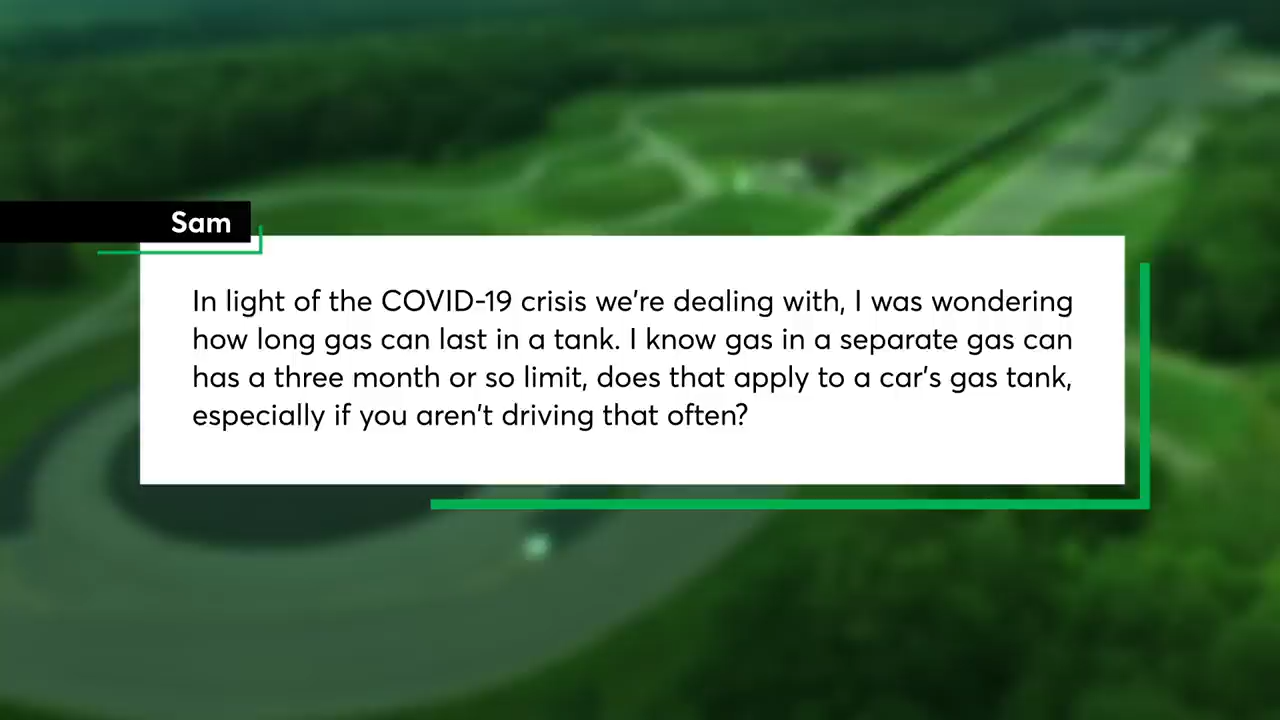 Sam
In light of the COVID-19 crisis we're dealing with, I was wondering
how long gas can last in a tank. I know gas in a separate gas can
has a three month or so limit, does that apply to a car's gas tank,
especially if you aren't driving that often?